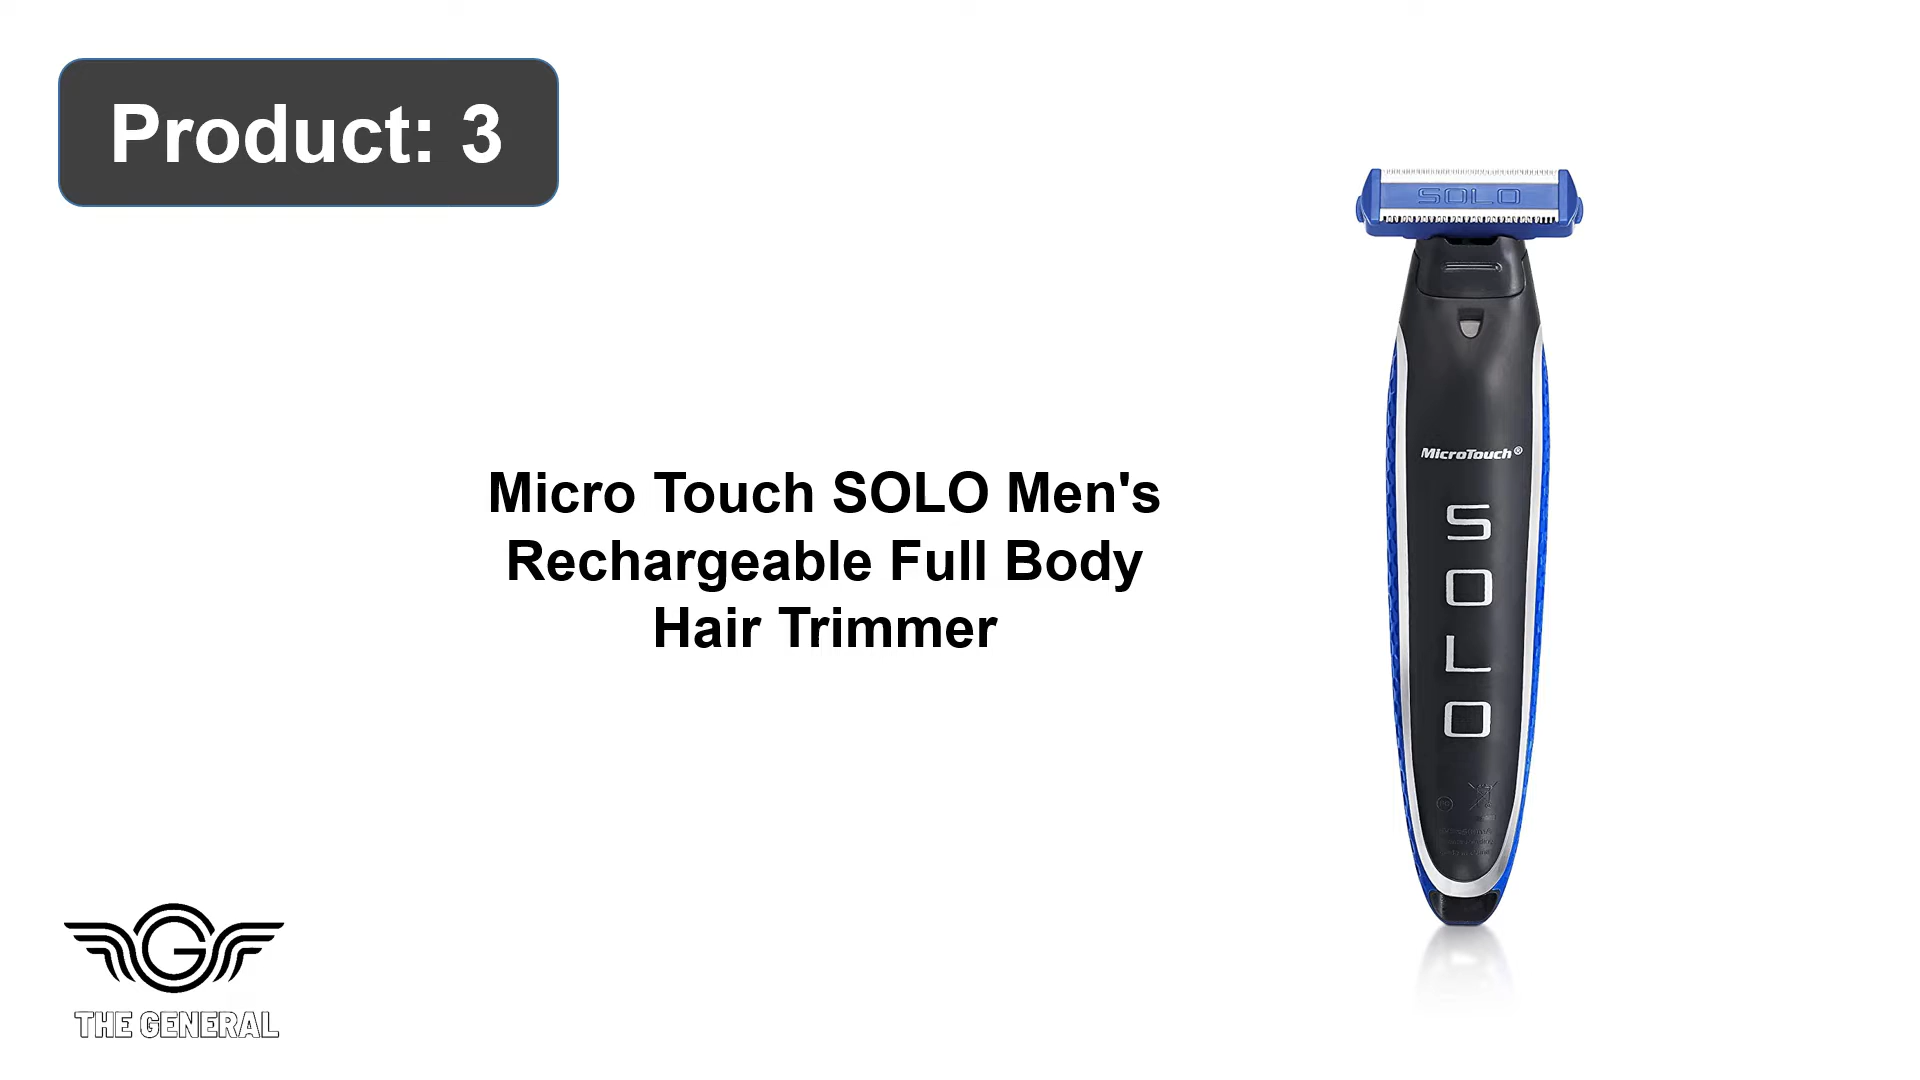 Product: 3
SOLO
MicroTouch®
SOLO
Micro Touch SOLO Men's
Rechargeable Full Body
Hair Trimmer
THE GENERAL